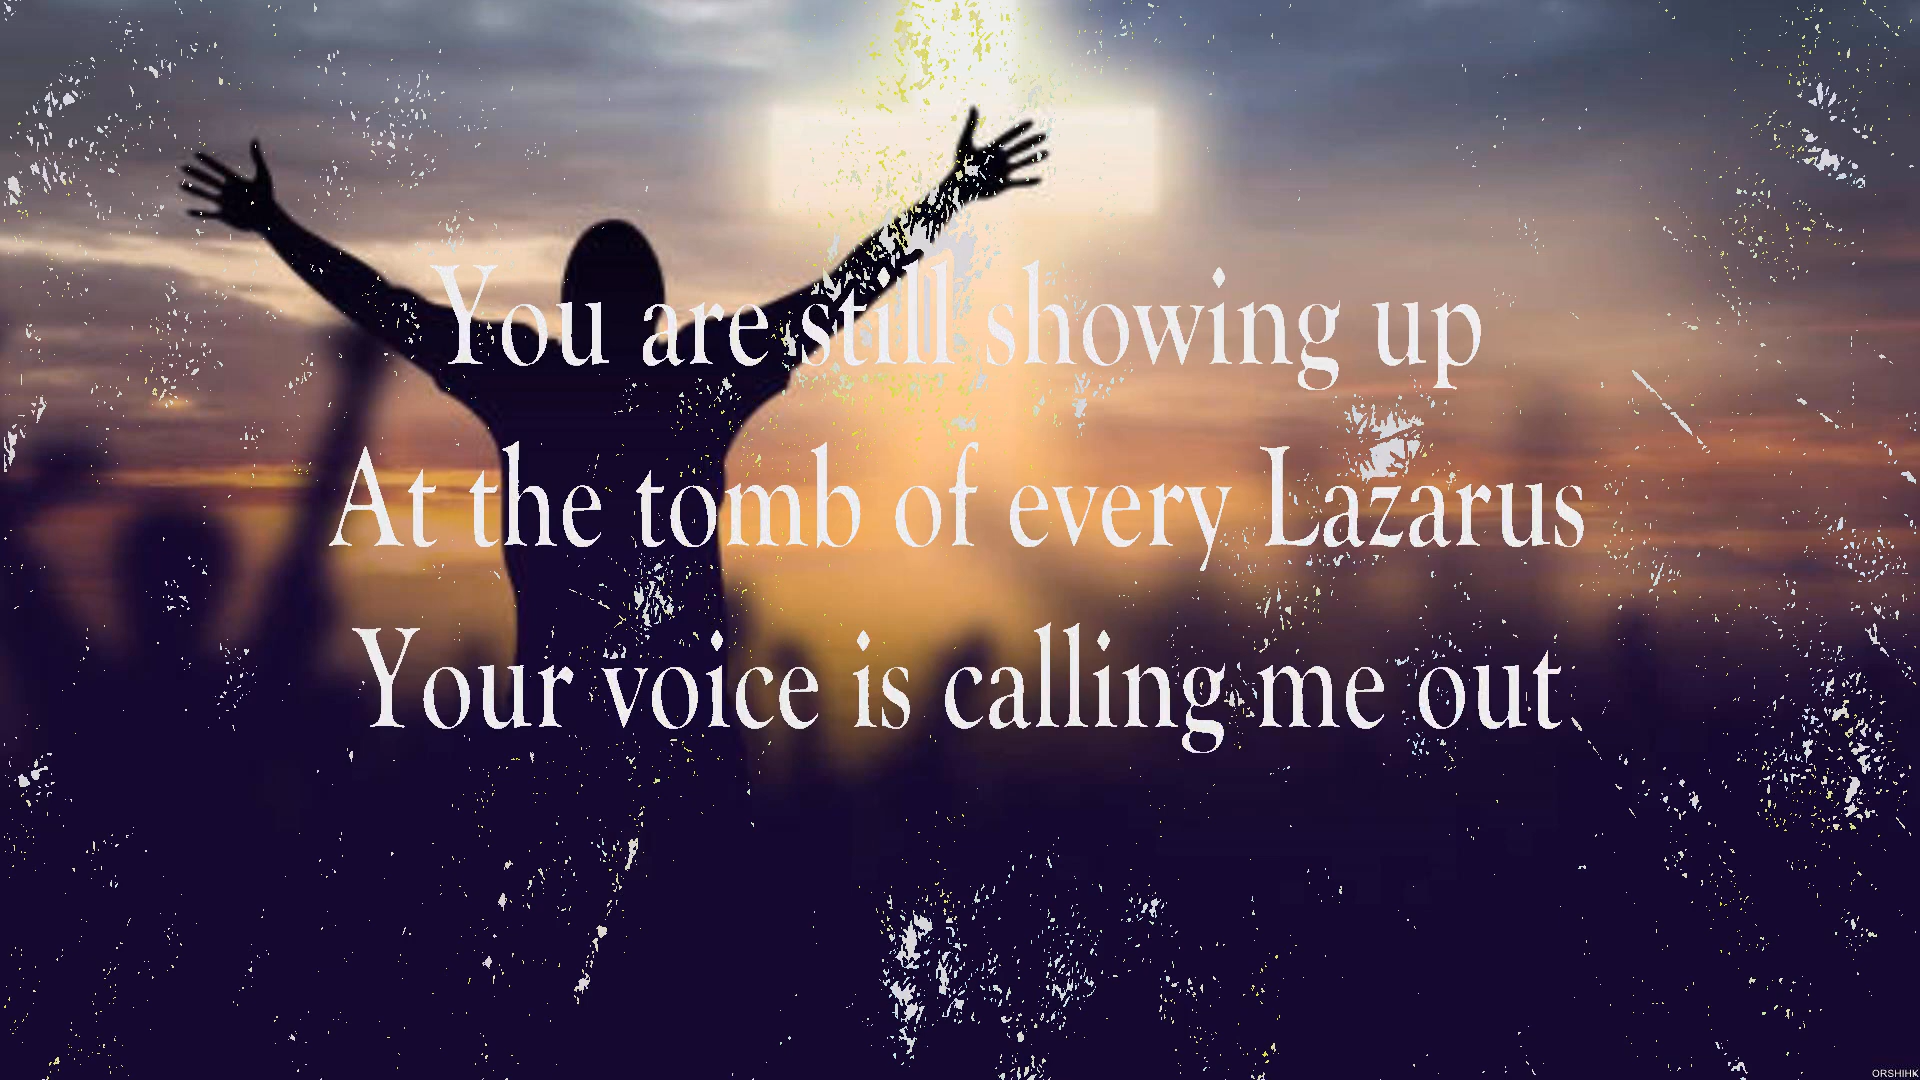 You are still showing up
At the tomb of every Lazarus
Your voice is calling me out
ORSHIHK